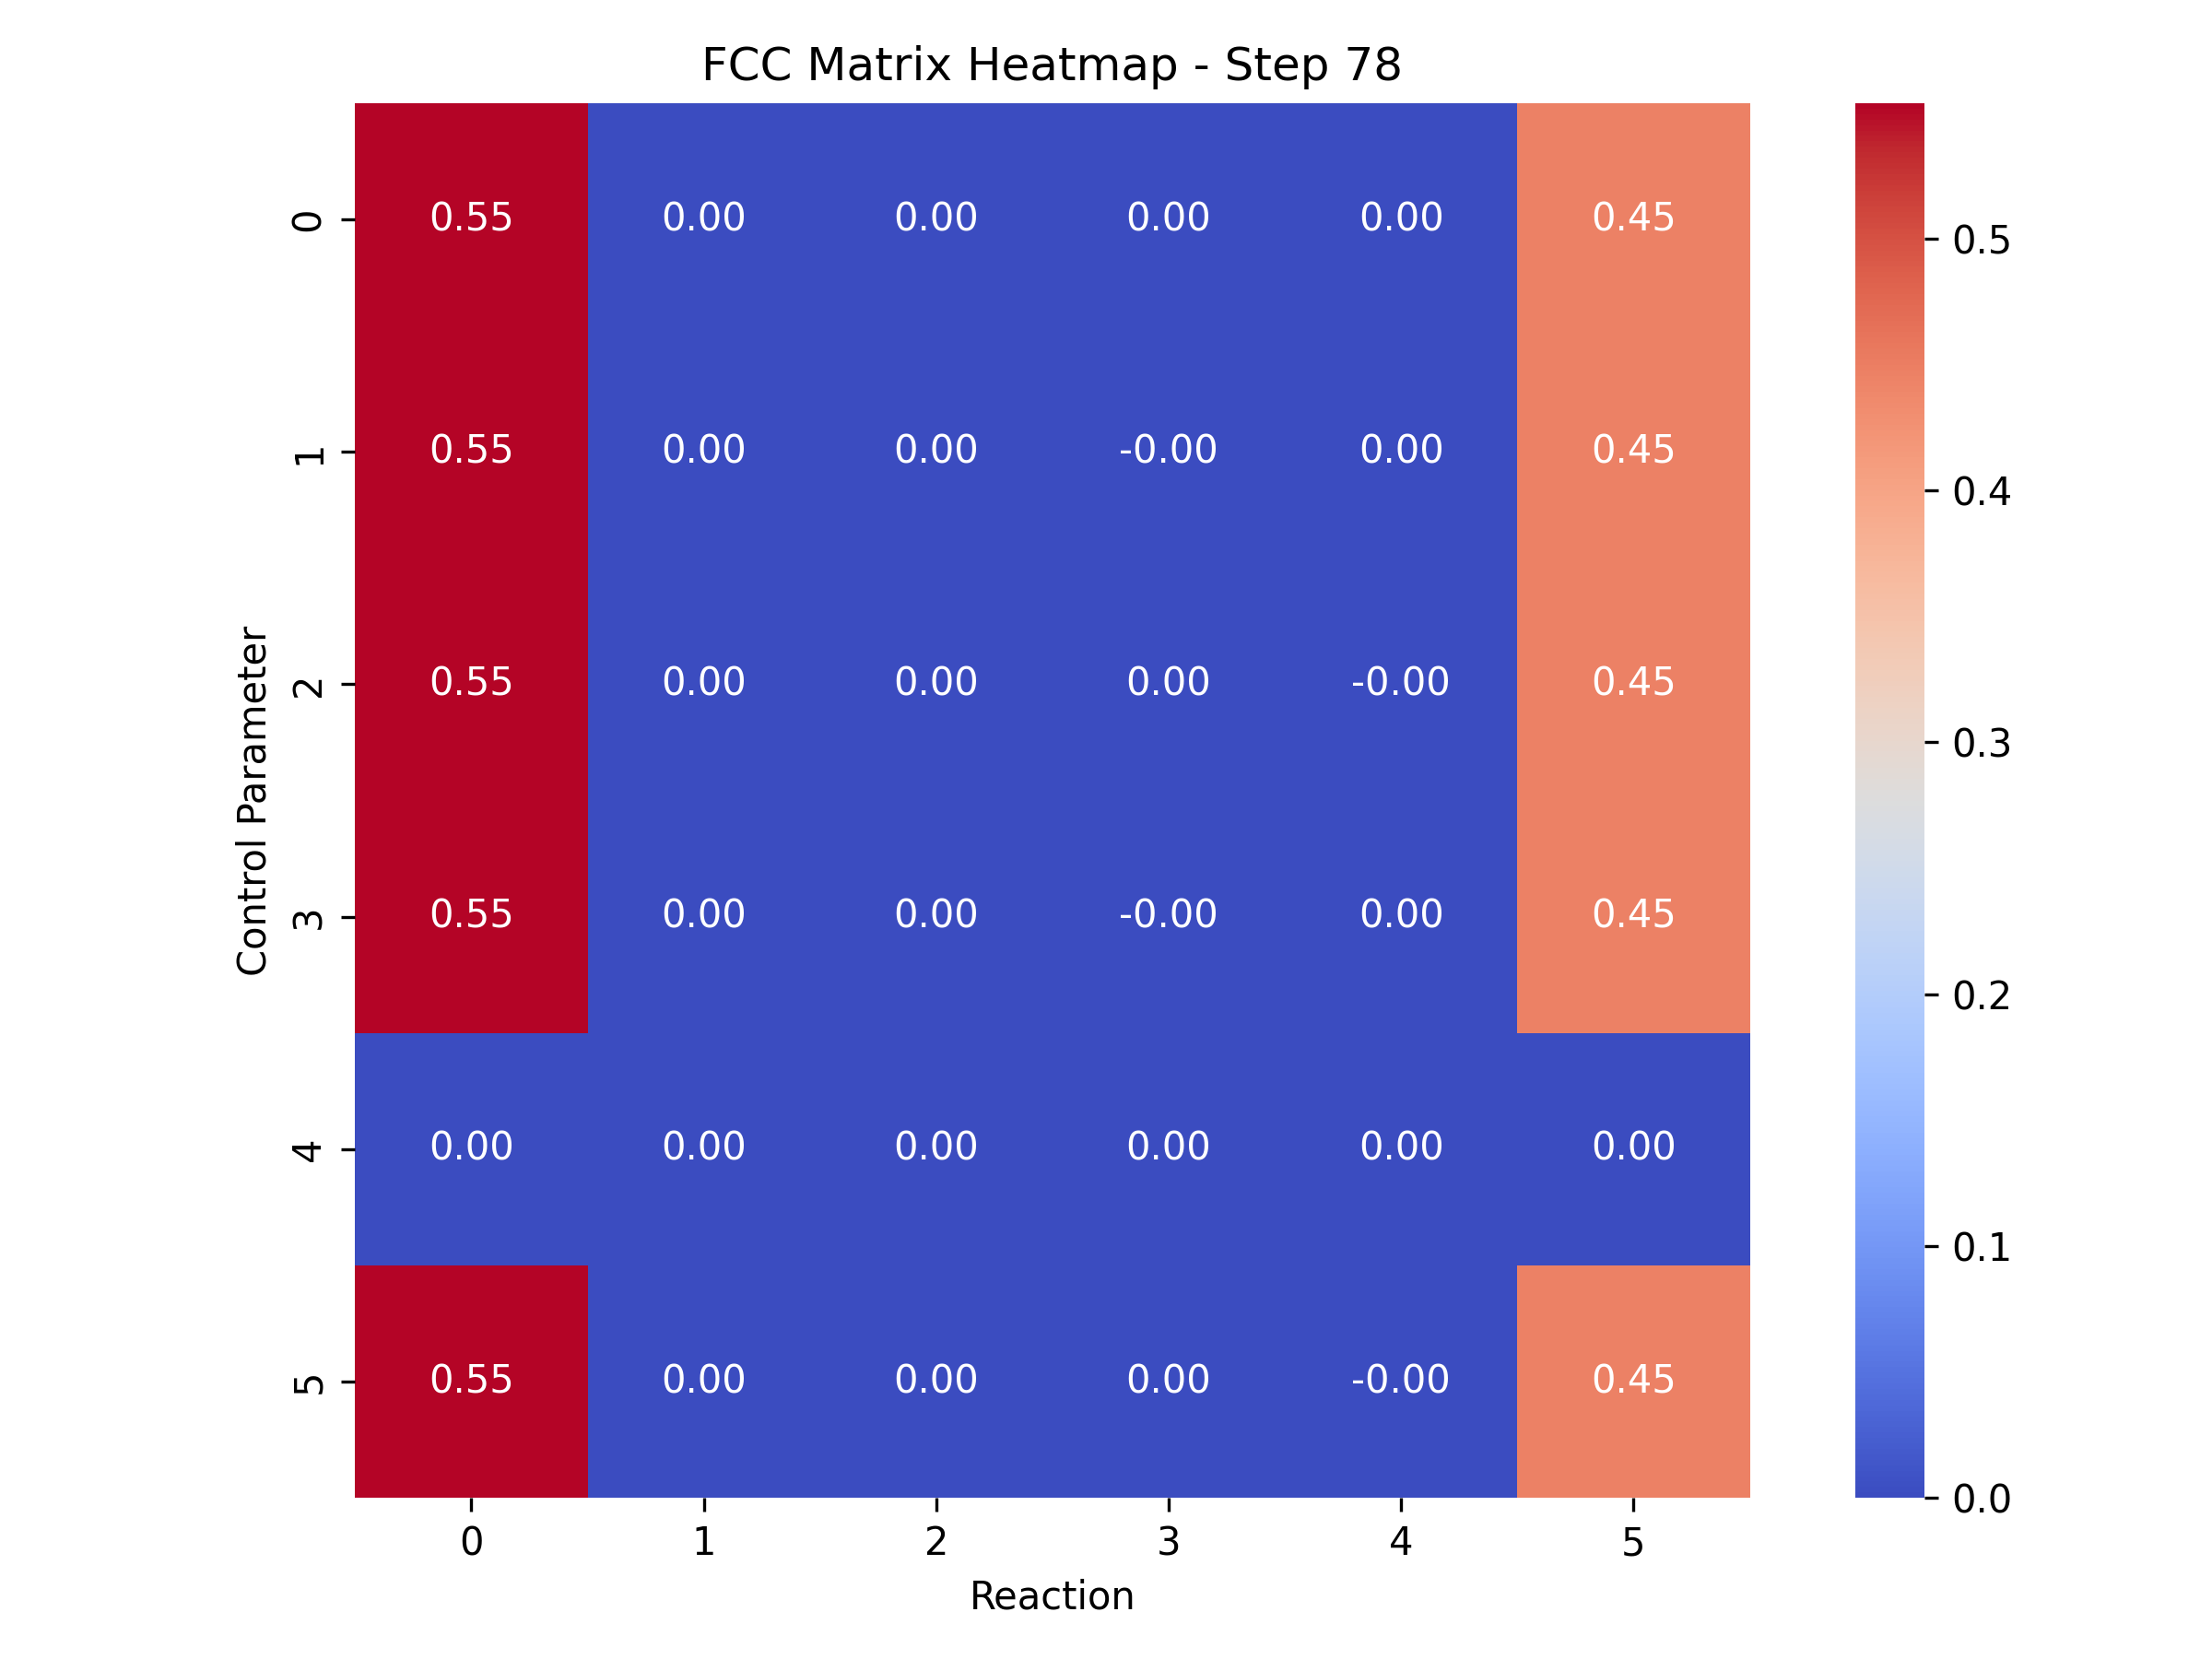 FCC Matrix Heatmap - Step 78
Control Parameter
0 0.55 0.00 0.00 0.00 0.00 0.45
1 0.55 0.00 0.00 -0.00 0.00 0.45
2 0.55 0.00 0.00 0.00 -0.00 0.45
3 0.55 0.00 0.00 -0.00 0.00 0.45
4 0.00 0.00 0.00 0.00 0.00 0.00
5 0.55 0.00 0.00 0.00 -0.00 0.45
0 1 2 3 4 5
Reaction
0.5
0.4
0.3
0.2
0.1
0.0